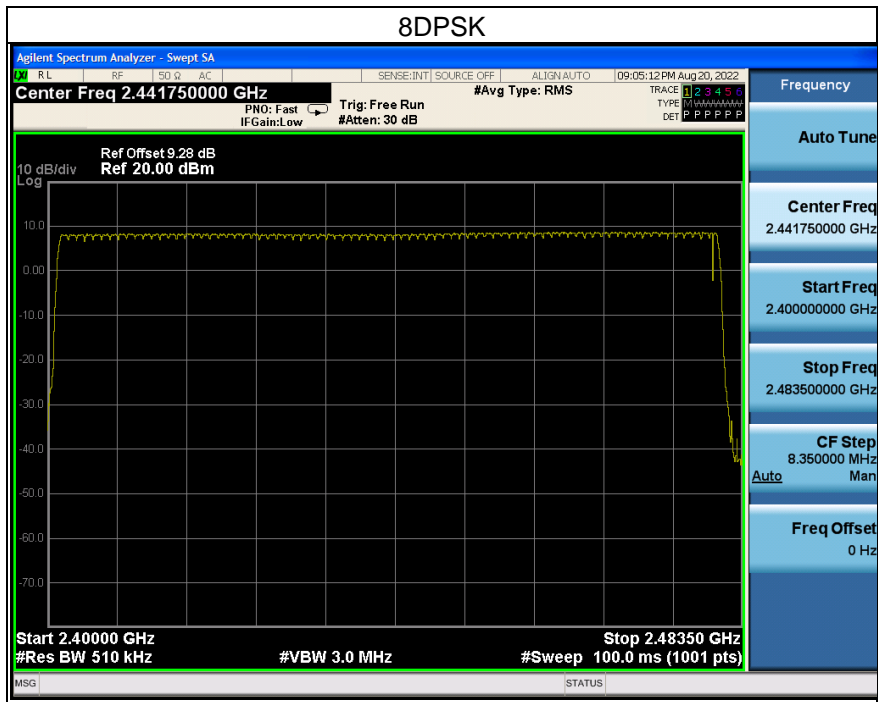 8DPSK
Agilent Spectrum Analyzer - Swept SA
LXI RL RF 50 Ω AC SENSE:INT SOURCE OFF ALIGN AUTO 09:05:12 PM Aug 20, 2022
Center Freq 2.441750000 GHz #Avg Type: RMS TRACE 1 2 3 4 5 6
PNO: Fast Trig: Free Run TYPE MWWWWW
IFGain:Low #Atten: 30 dB DET P P P P P P
Ref Offset 9.28 dB
10 dB/div Ref 20.00 dBm
Log
10.0
0.00
-10.0
-20.0
-30.0
-40.0
-50.0
-60.0
-70.0
Start 2.40000 GHz Stop 2.48350 GHz
#Res BW 510 kHz #VBW 3.0 MHz #Sweep 100.0 ms (1001 pts)
MSG STATUS
Frequency
Auto Tune
Center Freq
2.441750000 GHz
Start Freq
2.400000000 GHz
Stop Freq
2.483500000 GHz
CF Step
8.350000 MHz
Auto Man
Freq Offset
0 Hz